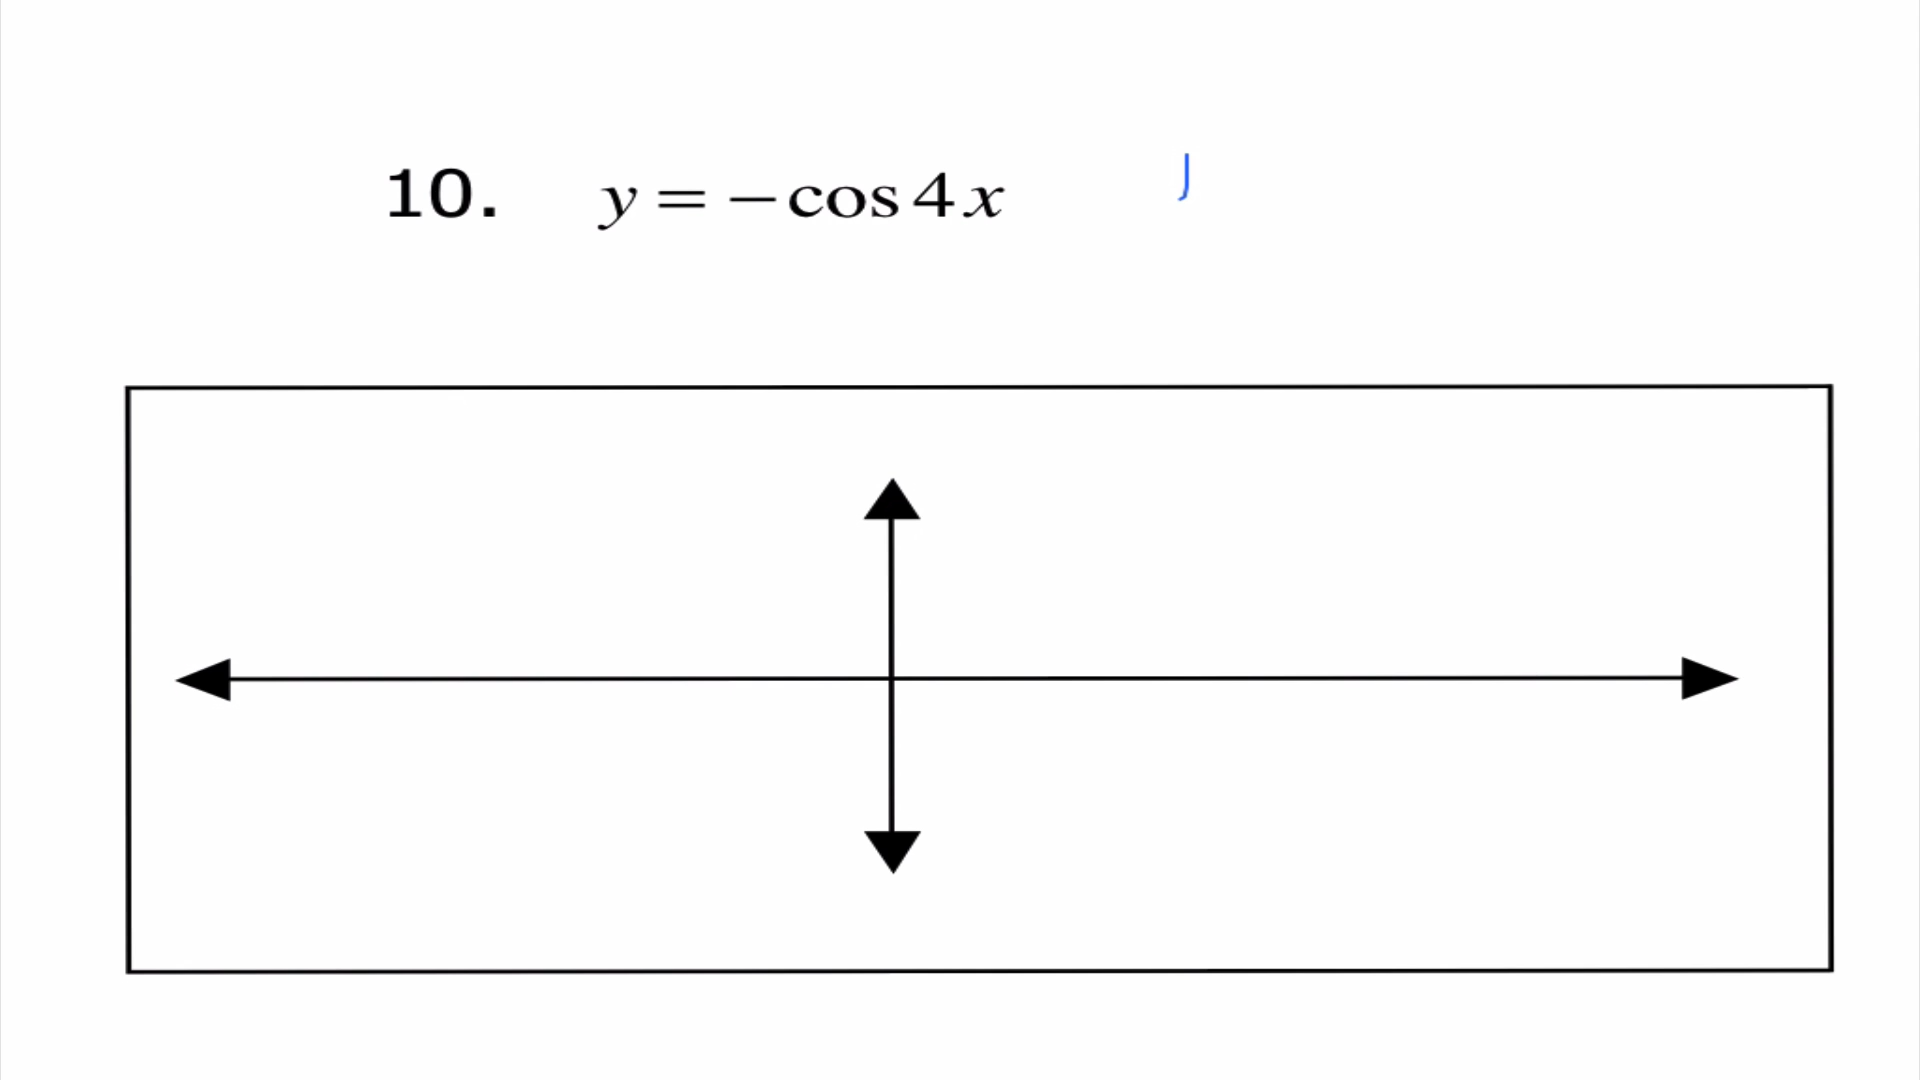 10. y = −cos 4x